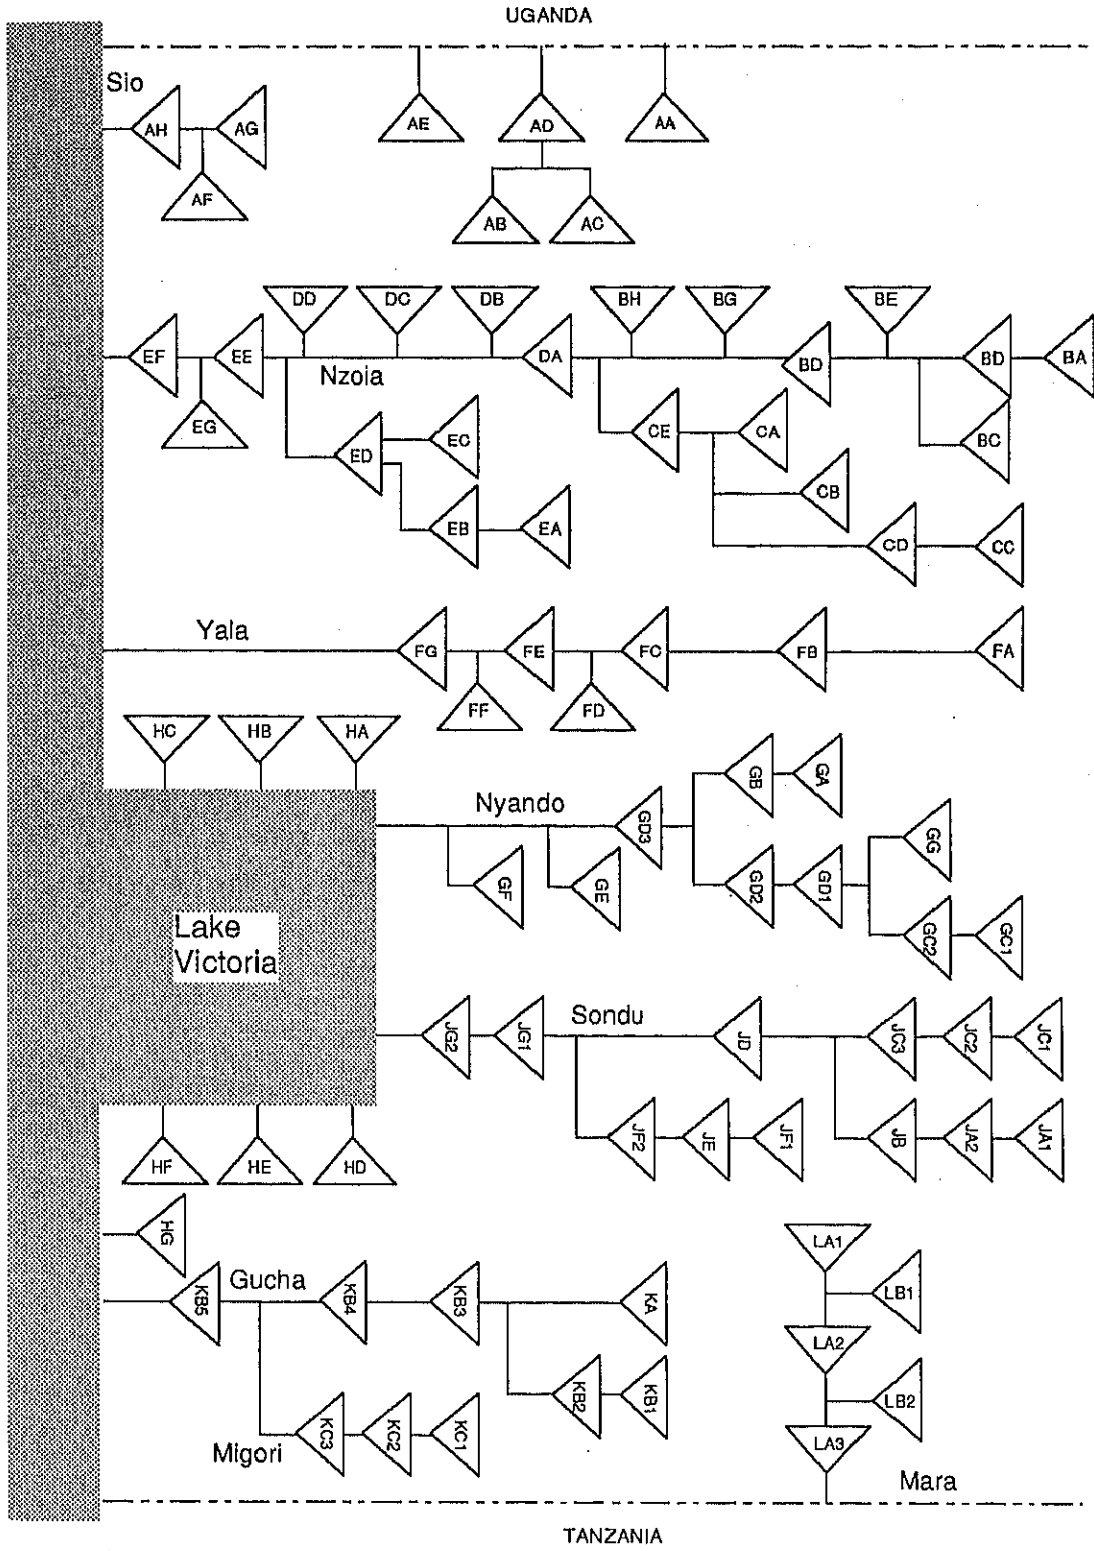 UGANDA
Sio
AH
AG
AE
AD
AA
AF
AB
AC
DD
DC
DB
BH
BG
BE
EF
EE
Nzoia
DA
BD
BD
BA
EG
ED
EC
CE
CA
BC
CB
EB
EA
CD
CC
Yala
FG
FE
FC
FB
FA
FF
FD
HC
HB
HA
Nyando
GD3
GB
GA
GG
GF
GE
GD2
GD1
GC2
GC1
Lake
Victoria
Sondu
JG2
JG1
JD
JC3
JC2
JC1
JF2
JE
JF1
JB
JA2
JA1
HF
HE
HD
HG
Gucha
KB5
KB4
KB3
KA
KB2
KB1
Migori
KC3
KC2
KC1
LA1
LB1
LA2
LB2
LA3
Mara
TANZANIA